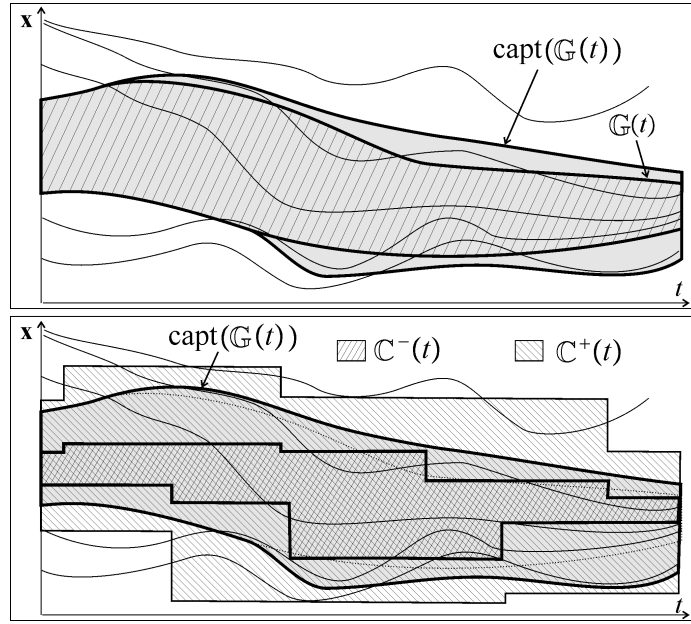 x
capt(𝔾(t))
𝔾(t)
t
x
capt(𝔾(t))
ℂ⁻(t)
ℂ⁺(t)
t